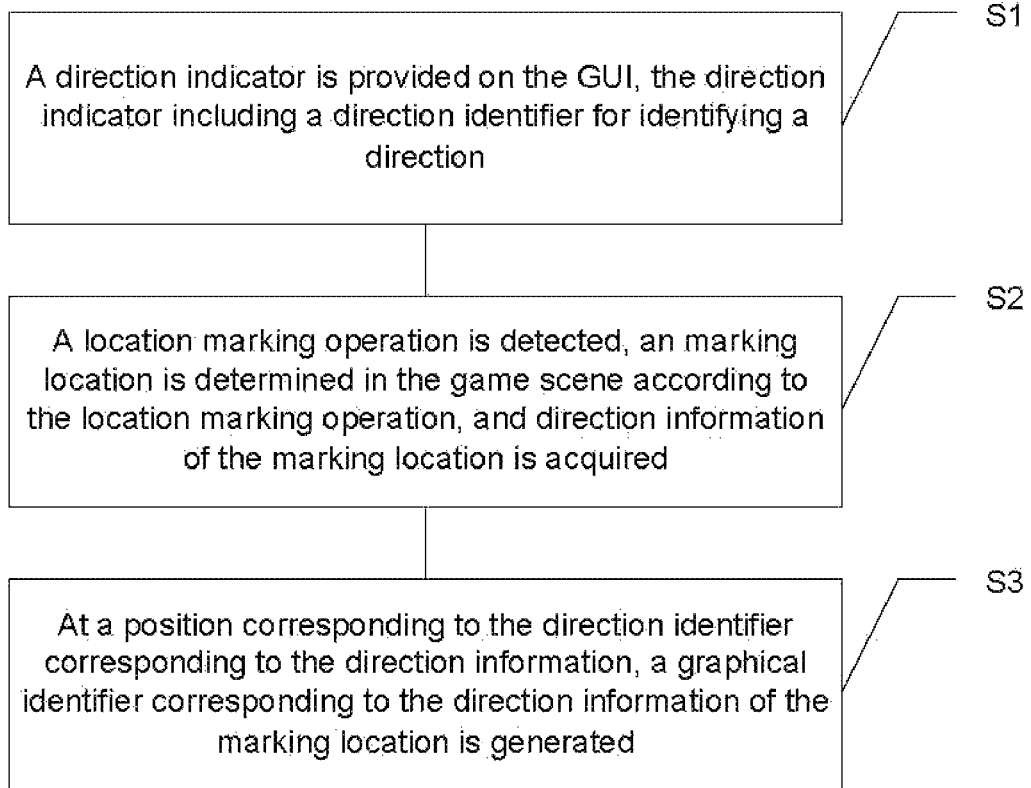 S1
A direction indicator is provided on the GUI, the direction
indicator including a direction identifier for identifying a
direction
S2
A location marking operation is detected, an marking
location is determined in the game scene according to
the location marking operation, and direction information
of the marking location is acquired
S3
At a position corresponding to the direction identifier
corresponding to the direction information, a graphical
identifier corresponding to the direction information of the
marking location is generated